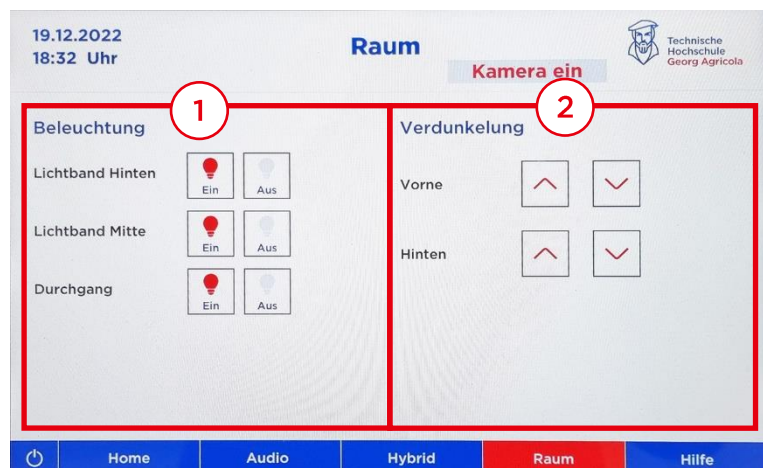 19.12.2022
18:32 Uhr
Raum
Kamera ein
Technische
Hochschule
Georg Agricola
1
2
Beleuchtung
Verdunkelung
Lichtband Hinten
Ein
Aus
Vorne
Lichtband Mitte
Ein
Aus
Hinten
Durchgang
Ein
Aus
Home
Audio
Hybrid
Raum
Hilfe